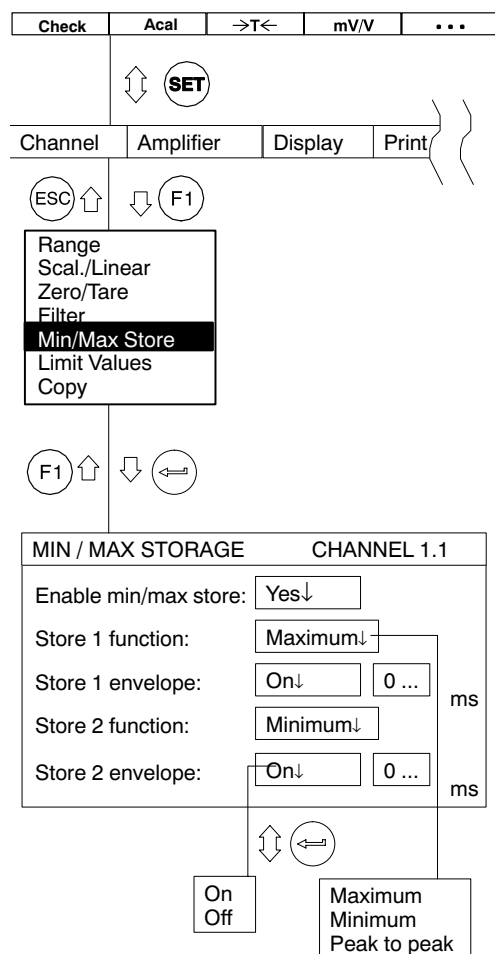 Check Acal →T← mV/V ...
SET
Channel Amplifier Display Print
ESC F1
Range
Scal./Linear
Zero/Tare
Filter
Min/Max Store
Limit Values
Copy
F1
MIN / MAX STORAGE CHANNEL 1.1
Enable min/max store: Yes↓
Store 1 function: Maximum↓
Store 1 envelope: On↓ 0 ... ms
Store 2 function: Minimum↓
Store 2 envelope: On↓ 0 ... ms
On
Off
Maximum
Minimum
Peak to peak